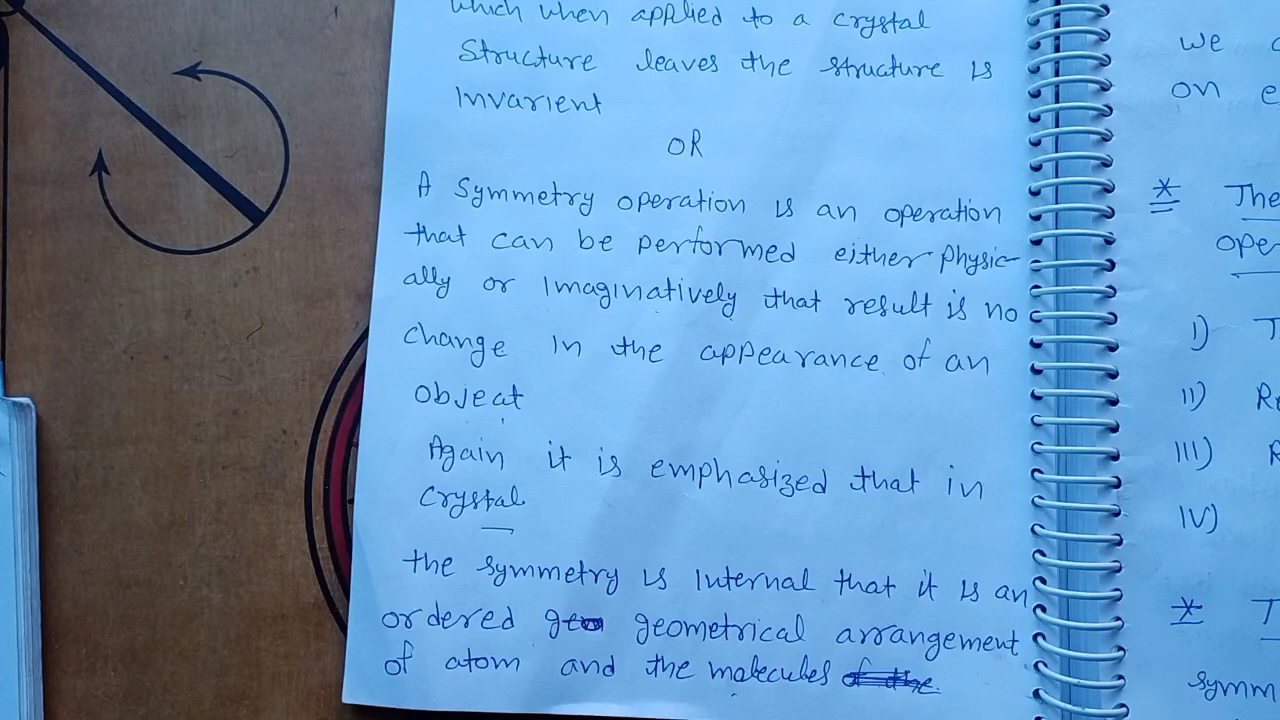 which when applied to a crystal
Structure leaves the structure is
Invarient
OR
A Symmetry operation is an operation
that can be performed either physic-
ally or Imaginatively that result is no
change In the appearance of an
Objeat
Again it is emphasized that in
Crystal
the symmetry is Internal that it is an
ordered geometrical arrangement
of atom and the malecules
we
on
* The
ope
I)
II) R
III) R
IV)
* T
symm